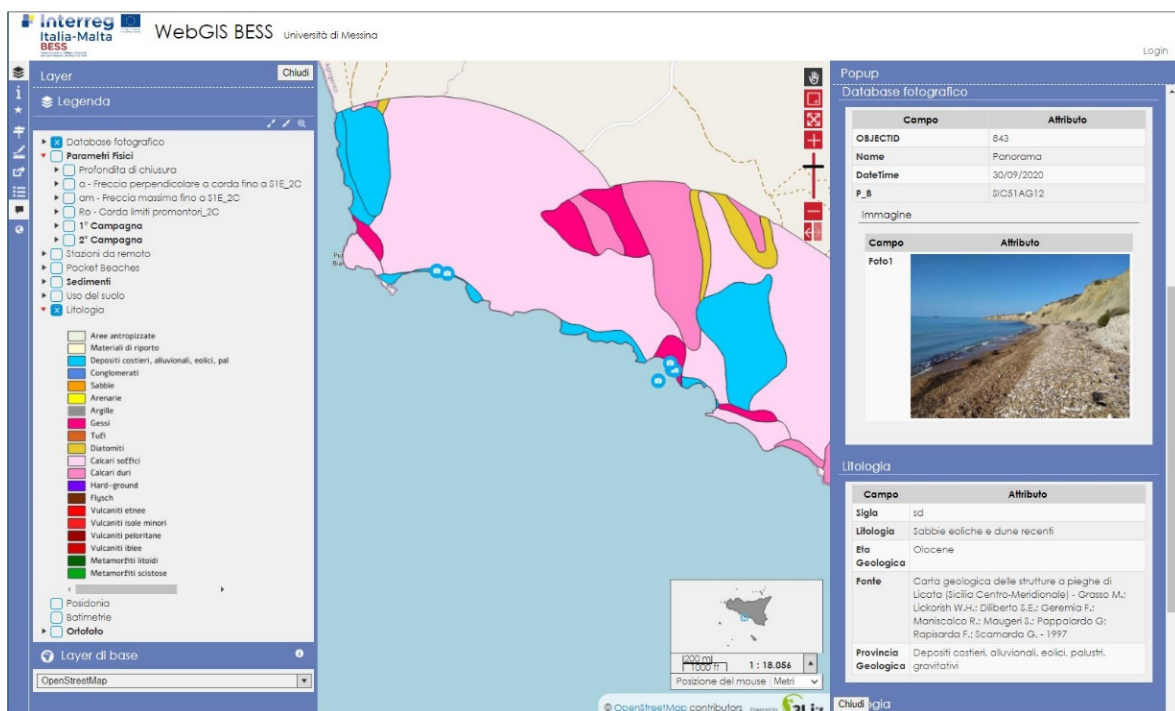 Interreg
Italia-Malta
BESS
WebGIS BESS Università di Messina
Login
Layer
Chiudi
Legenda
Database fotografico
Parametri Fisici
Profondita di chiusura
a - Freccia perpendicolare a corda fino a S1E_2C
am - Freccia massima fino a S1E_2C
Ro - Corda limiti promontori_2C
1° Campagna
2° Campagna
Stazioni da remoto
Pocket Beaches
Sedimenti
Uso del suolo
Litologia
Aree antropizzate
Materiali di riporto
Depositi costieri, alluvionali, eolici, pal
Conglomerati
Sabbie
Arenarie
Argille
Gessi
Tufi
Diatomiti
Calcari soffici
Calcari duri
Hard-ground
Flysch
Vulcaniti etnee
Vulcaniti isole minori
Vulcaniti peloritane
Vulcaniti iblee
Metamorfiti litoidi
Metamorfiti scistose
Posidonia
Batimetrie
Ortofoto
Layer di base
OpenStreetMap
Agrigento
200 m
1000 ft
1 : 18.056
Posizione del mouse Metri
© OpenStreetMap contributors
Popup
Database fotografico
Campo Attributo
OBJECTID 843
Name Panorama
DateTime 30/09/2020
P_B SIC51AG12
Immagine
Campo Attributo
Foto1
Litologia
Campo Attributo
Sigla sd
Litologia Sabbie eoliche e dune recenti
Eta Geologica Olocene
Fonte Carta geologica delle strutture a pieghe di
Licata (Sicilia Centro-Meridionale) - Grasso M.;
Lickorish W.H.; Diliberto S.E.; Geremia F.;
Maniscalco R.; Maugeri S.; Pappalardo G;
Rapisarda F.; Scamarda G. - 1997
Provincia Geologica Depositi costieri, alluvionali, eolici, palustri,
gravitativi
Chiudi